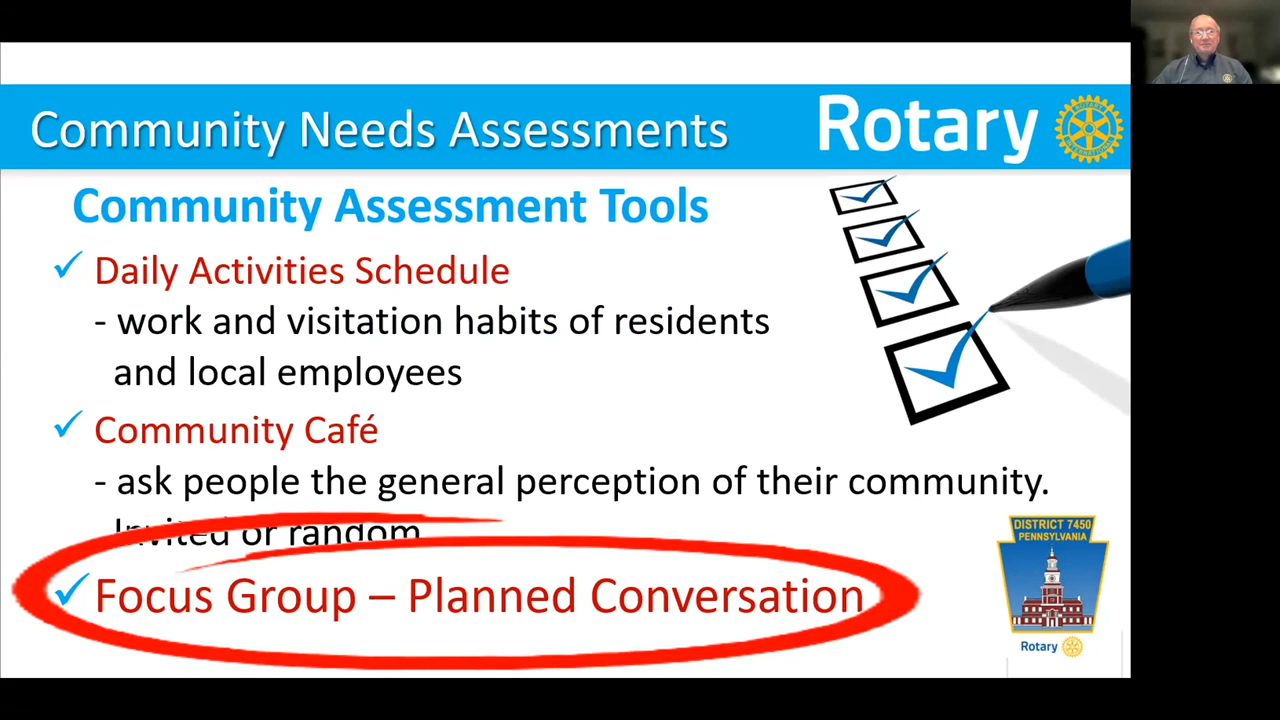 Community Needs Assessments
Rotary
Community Assessment Tools
Daily Activities Schedule
- work and visitation habits of residents
and local employees
Community Café
- ask people the general perception of their community.
Invited or random
Focus Group – Planned Conversation
DISTRICT 7450
PENNSYLVANIA
Rotary